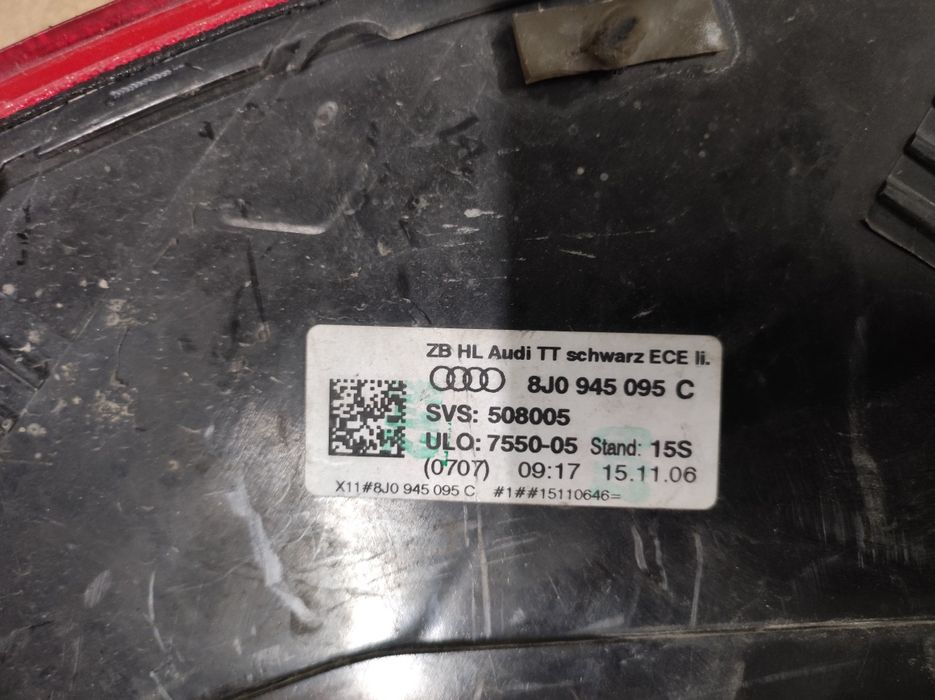 ZB HL Audi TT schwarz ECE li.
8J0 945 095 C
SVS: 508005
ULO: 7550-05 Stand: 15S
(0707) 09:17 15.11.06
X11#8J0 945 095 C #1##15110646=